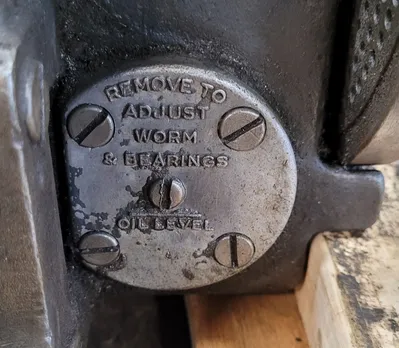 REMOVE TO
ADJUST
WORM
& BEARINGS
OIL LEVEL